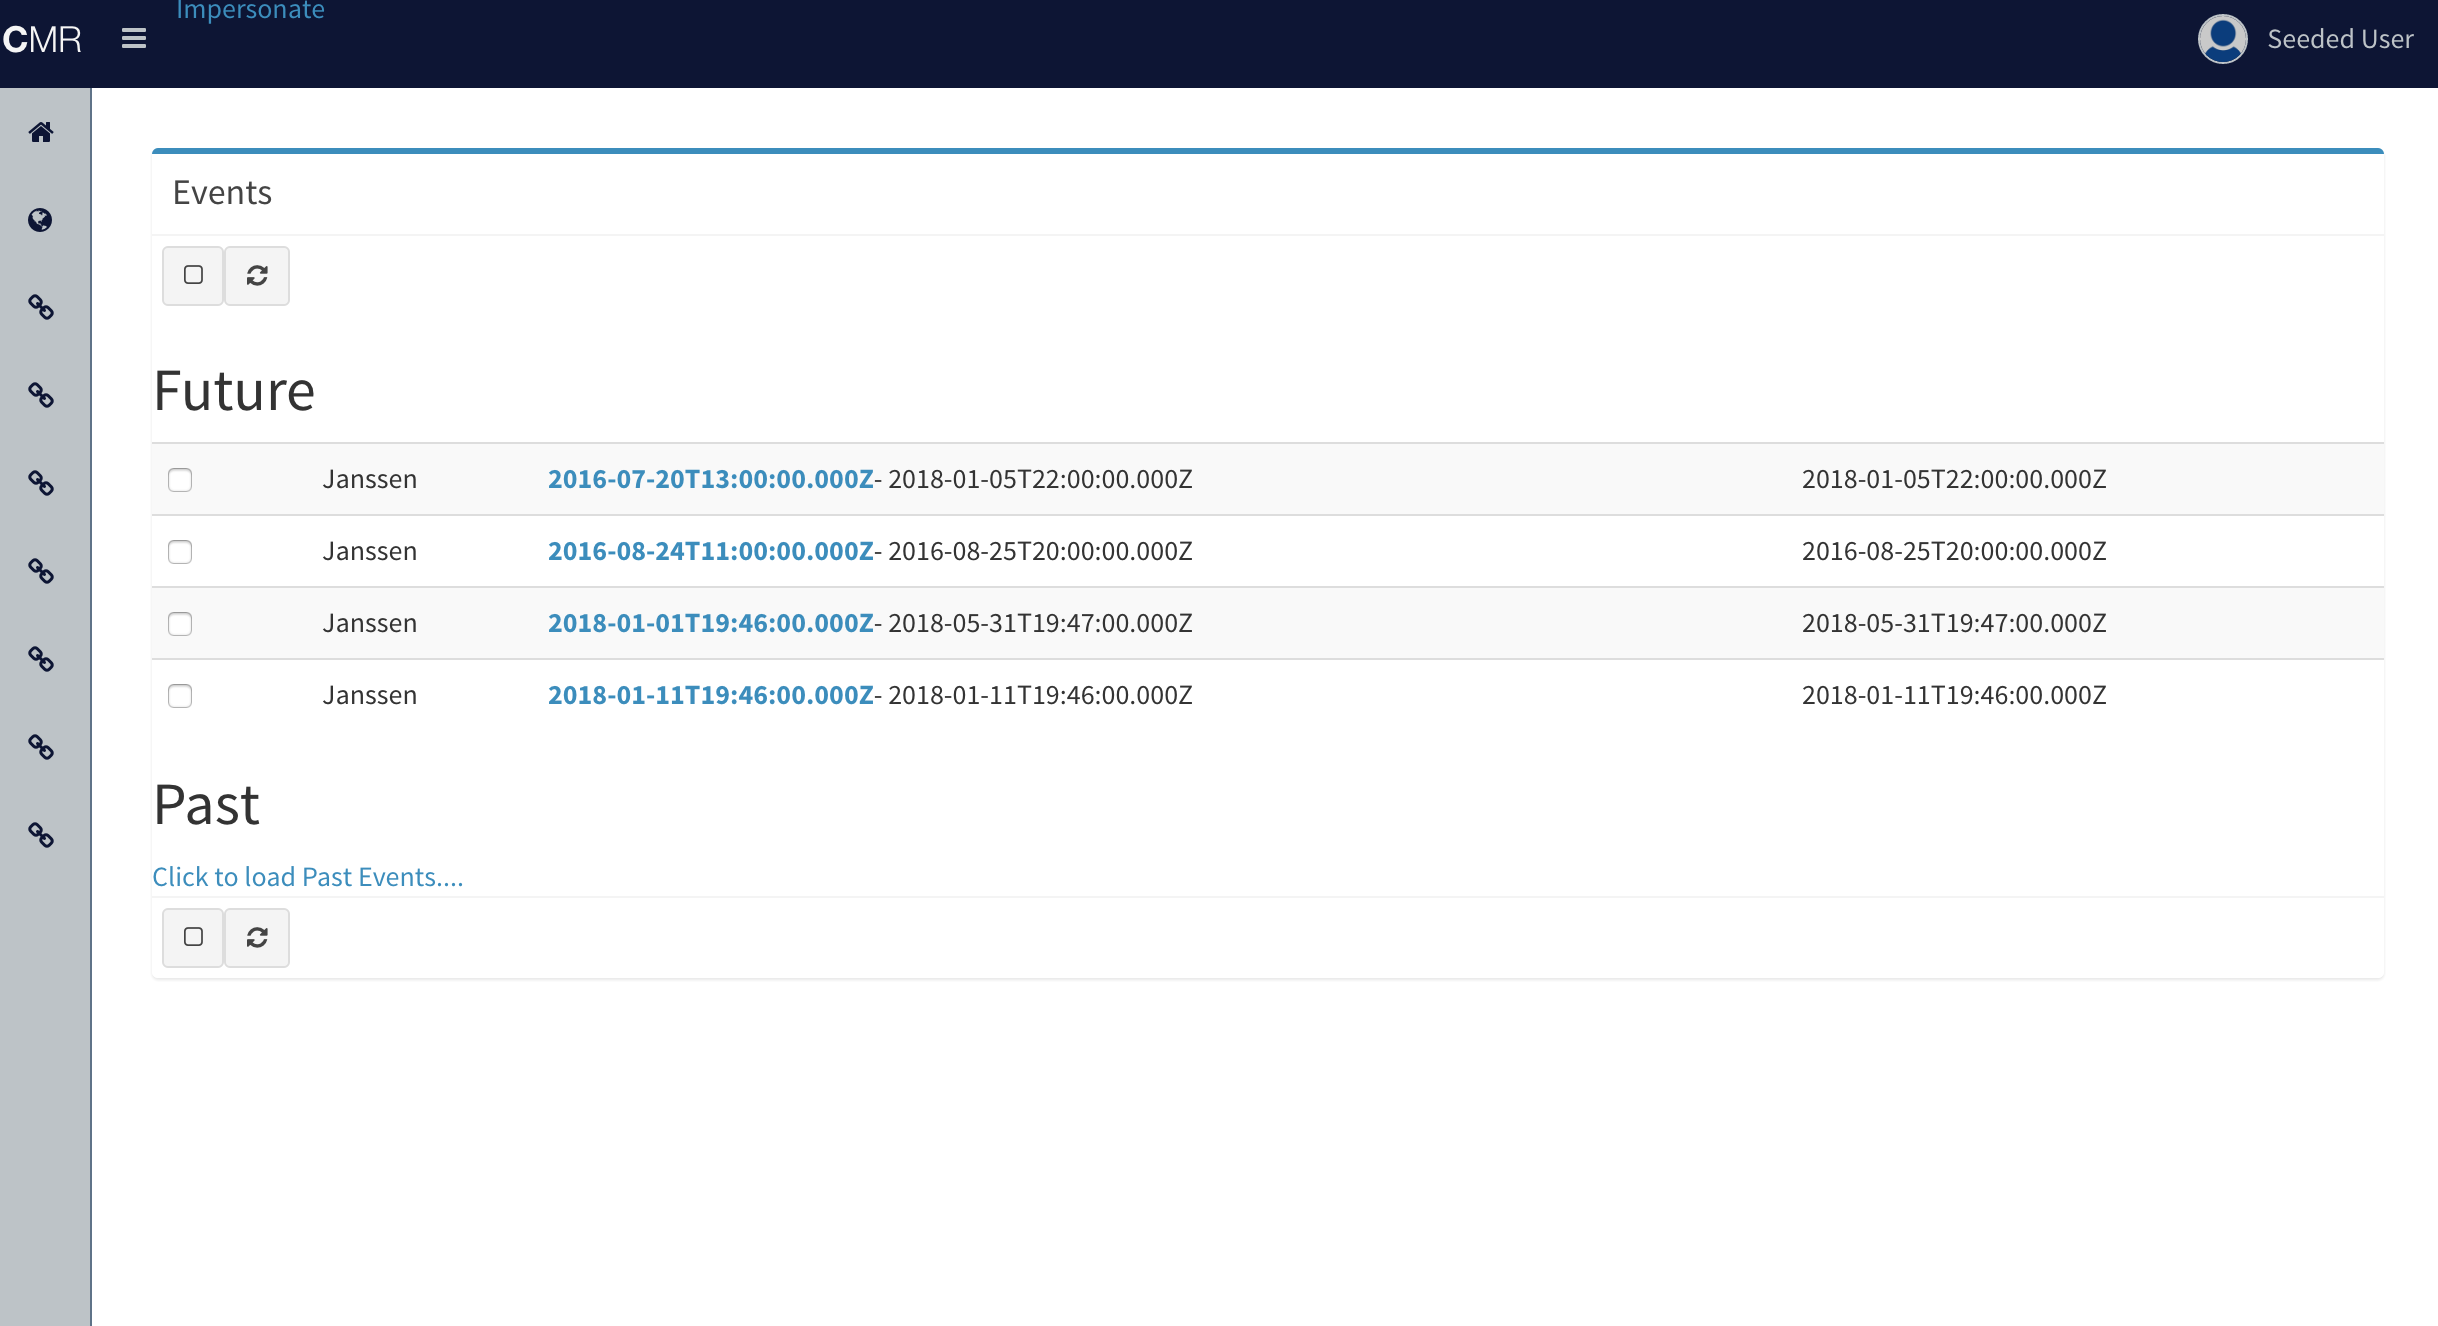 Impersonate
CMR
Seeded User
Events
Future
Janssen 2016-07-20T13:00:00.000Z- 2018-01-05T22:00:00.000Z 2018-01-05T22:00:00.000Z
Janssen 2016-08-24T11:00:00.000Z- 2016-08-25T20:00:00.000Z 2016-08-25T20:00:00.000Z
Janssen 2018-01-01T19:46:00.000Z- 2018-05-31T19:47:00.000Z 2018-05-31T19:47:00.000Z
Janssen 2018-01-11T19:46:00.000Z- 2018-01-11T19:46:00.000Z 2018-01-11T19:46:00.000Z
Past
Click to load Past Events....